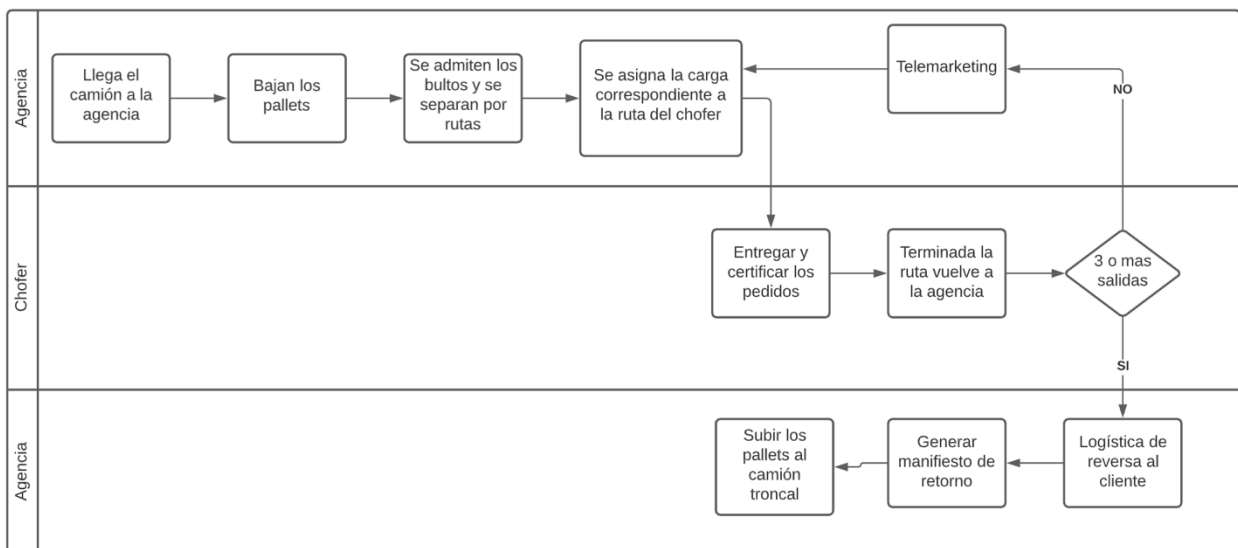 Agencia
Llega el
camión a la
agencia
Bajan los
pallets
Se admiten los
bultos y se
separan por
rutas
Se asigna la carga
correspondiente a
la ruta del chofer
Telemarketing
NO
Chofer
Entregar y
certificar los
pedidos
Terminada la
ruta vuelve a
la agencia
3 o mas
salidas
SI
Agencia
Subir los
pallets al
camión
troncal
Generar
manifiesto de
retorno
Logística de
reversa al
cliente